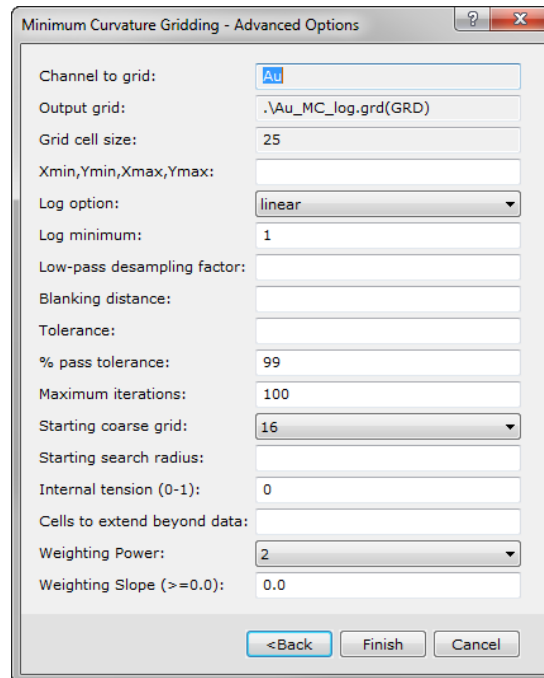 Minimum Curvature Gridding - Advanced Options ? x
Channel to grid: Au
Output grid: .\Au_MC_log.grd(GRD)
Grid cell size: 25
Xmin,Ymin,Xmax,Ymax:
Log option: linear
Log minimum: 1
Low-pass desampling factor:
Blanking distance:
Tolerance:
% pass tolerance: 99
Maximum iterations: 100
Starting coarse grid: 16
Starting search radius:
Internal tension (0-1): 0
Cells to extend beyond data:
Weighting Power: 2
Weighting Slope (>=0.0): 0.0
<Back Finish Cancel